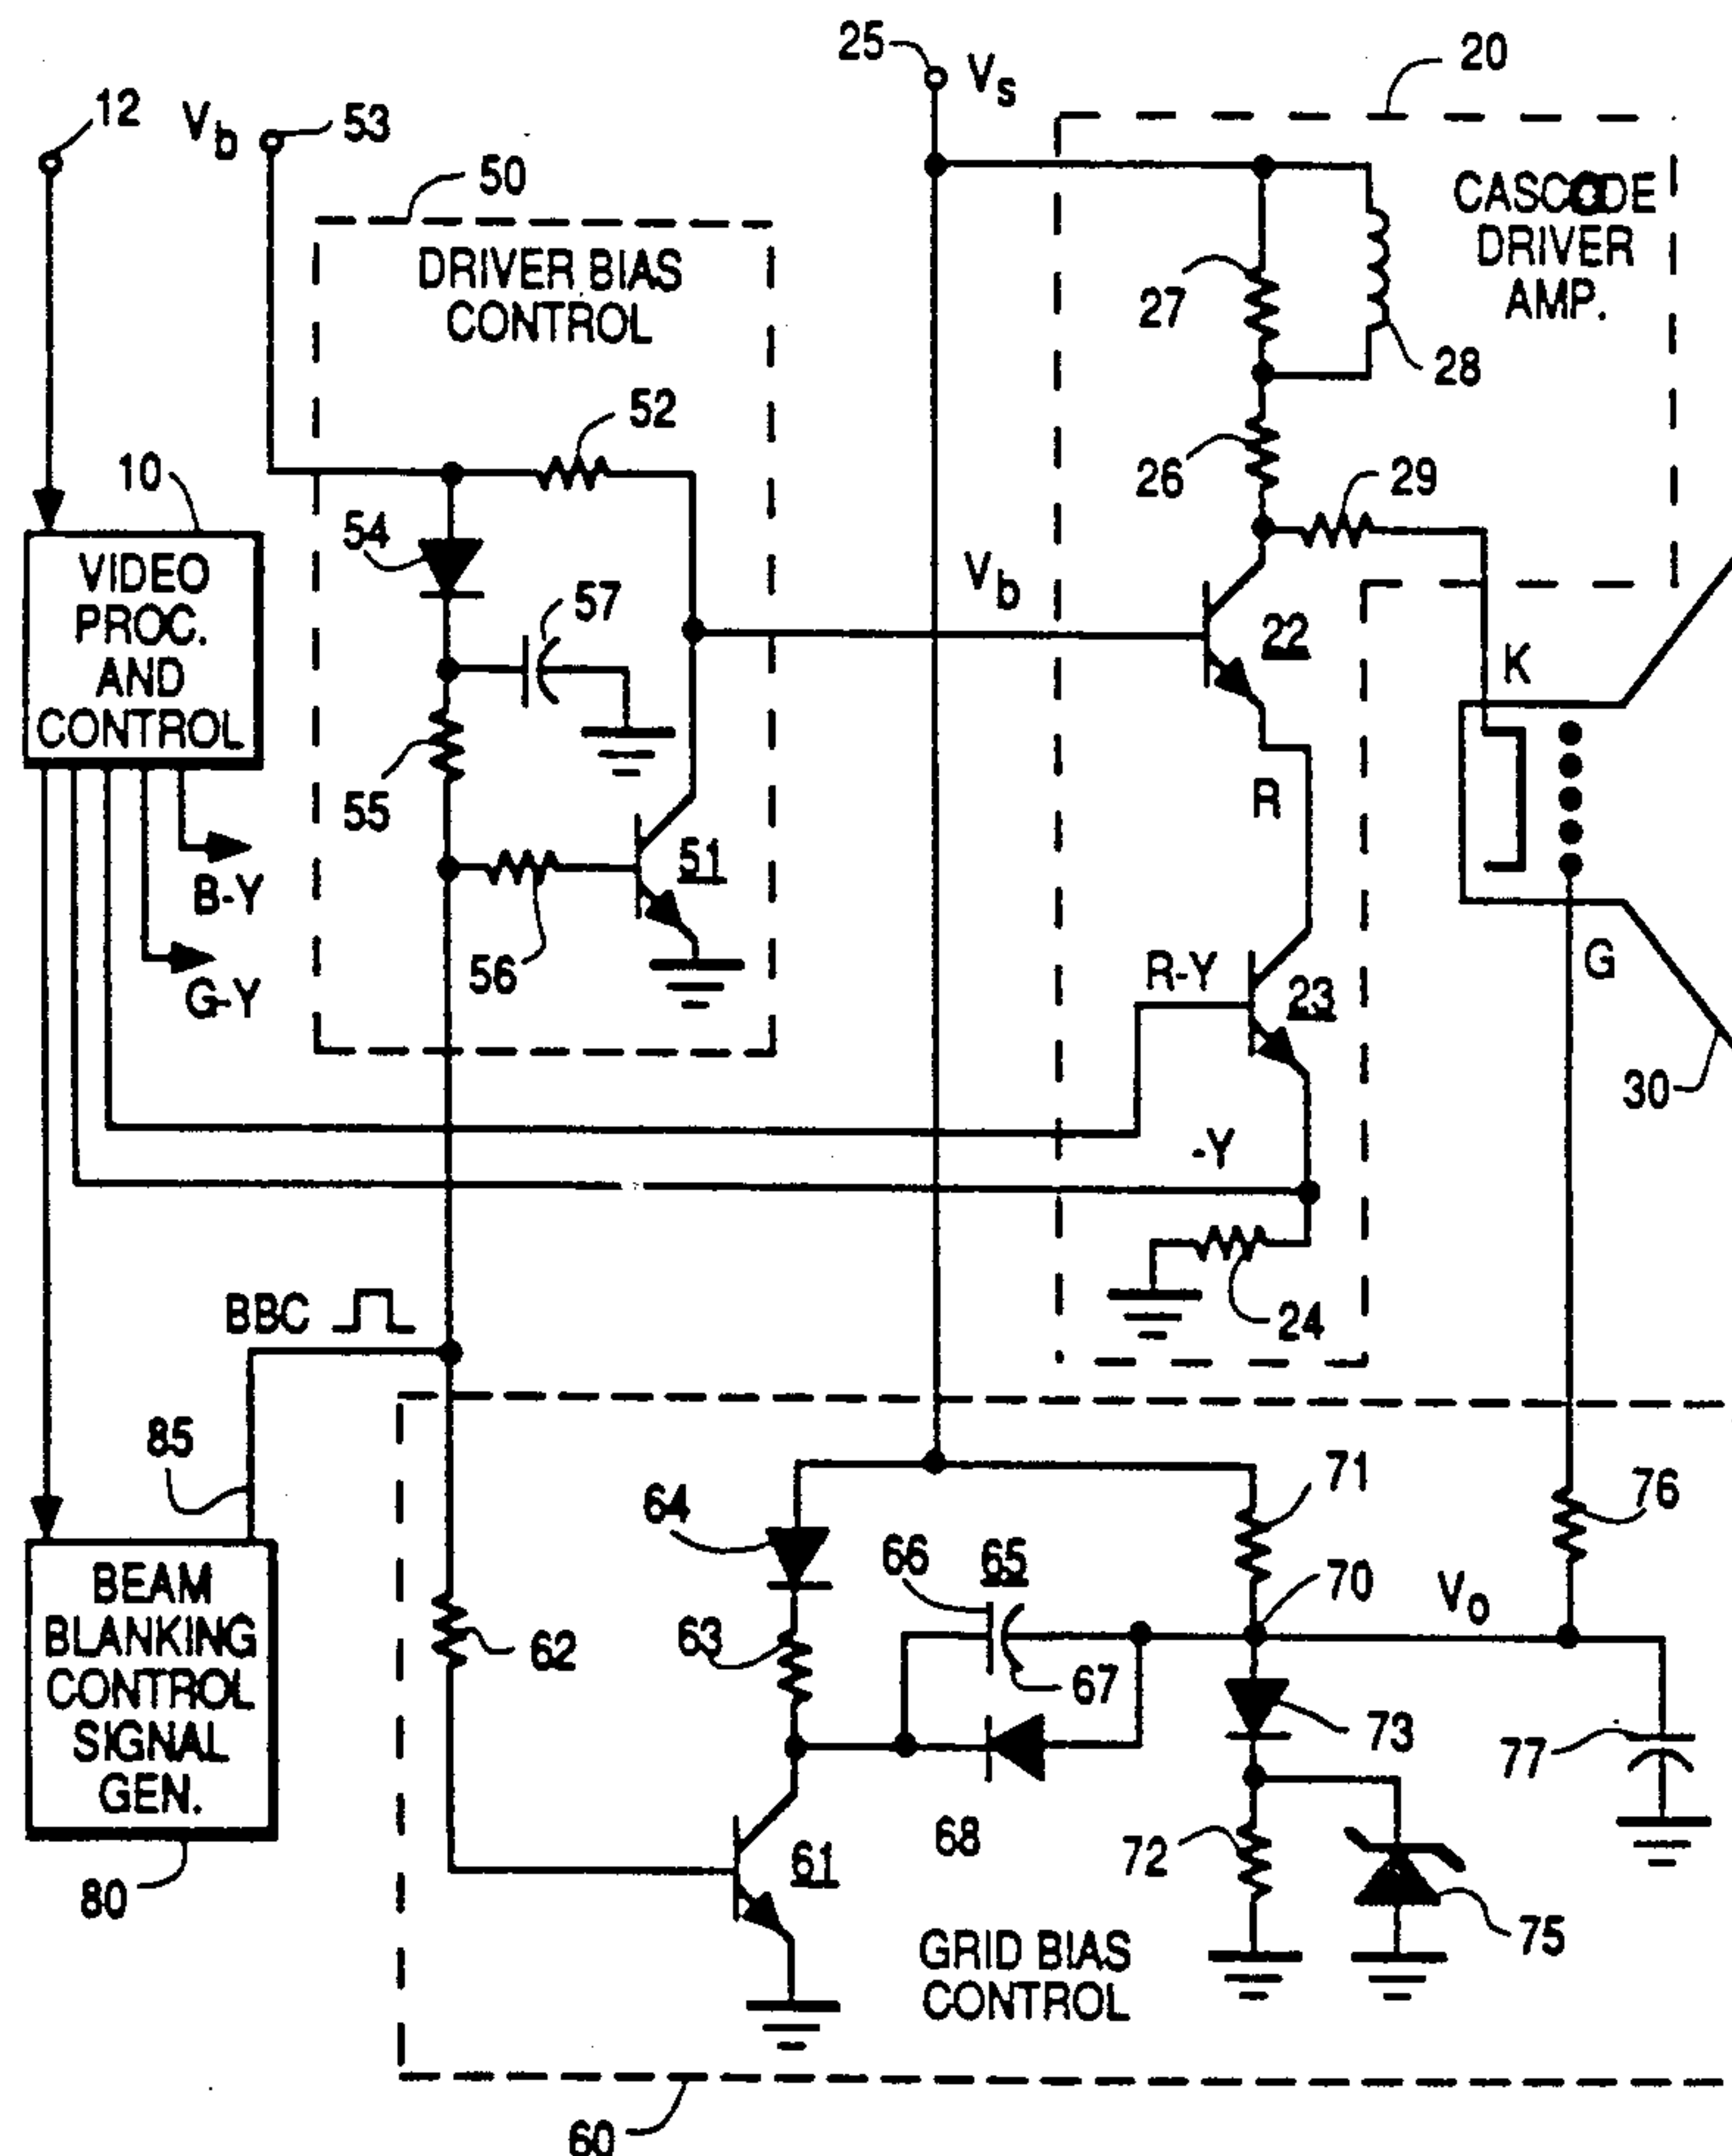 25
Vs
20
12
Vb
53
50
CASCODE
DRIVER
AMP.
DRIVER BIAS
CONTROL
27
28
52
26
29
10
54
57
Vb
22
VIDEO
PROC.
AND
CONTROL
K
R
55
51
B-Y
56
G-Y
R-Y
23
G
30
-Y
BBC
24
85
71
76
64
66
65
70
Vo
BEAM
BLANKING
CONTROL
SIGNAL
GEN.
62
63
67
73
77
68
72
61
75
80
GRID BIAS
CONTROL
60